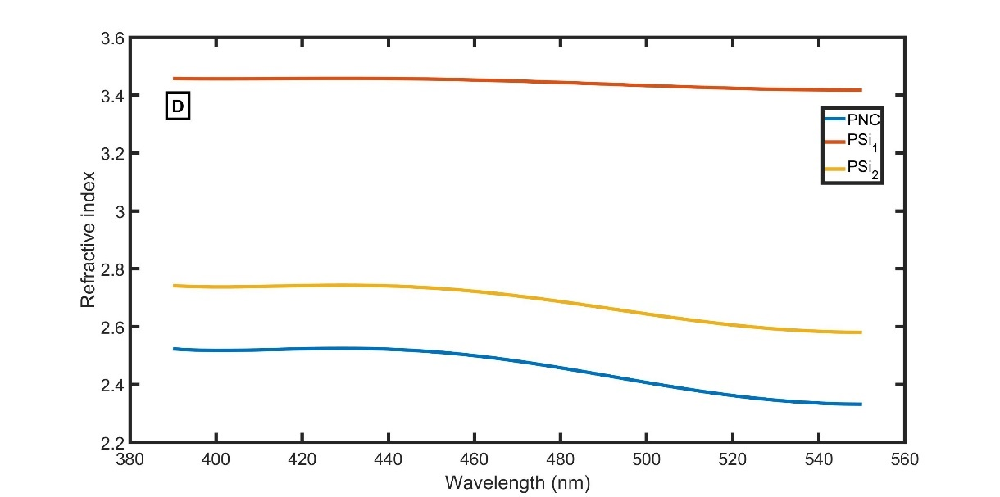 3.6
3.4
3.2
3
2.8
2.6
2.4
2.2
Refractive index
D
PNC
PSi₁
PSi₂
380 400 420 440 460 480 500 520 540 560
Wavelength (nm)